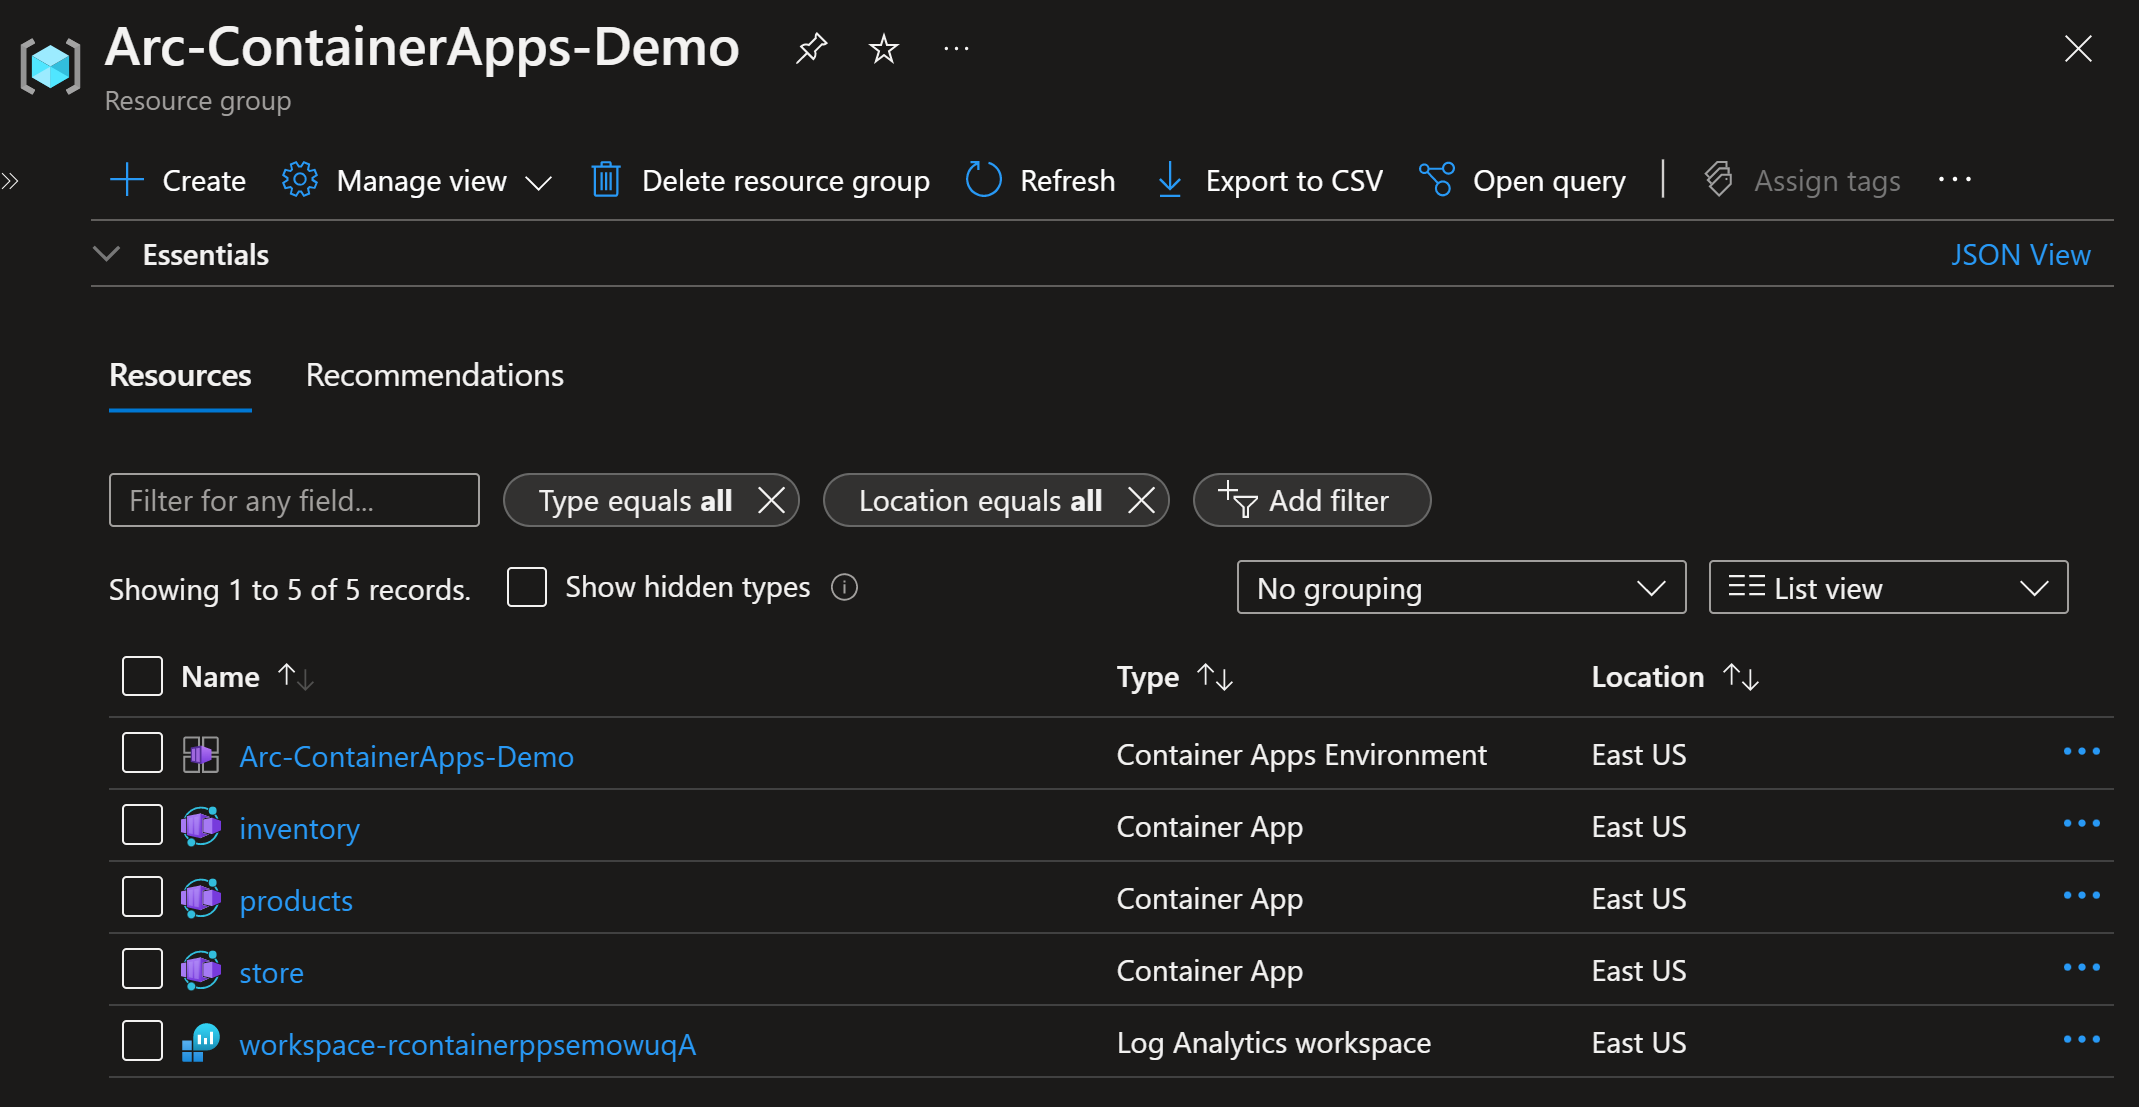 Arc-ContainerApps-Demo
Resource group
Create Manage view Delete resource group Refresh Export to CSV Open query Assign tags
Essentials JSON View
Resources Recommendations
Filter for any field... Type equals all Location equals all Add filter
Showing 1 to 5 of 5 records. Show hidden types No grouping List view
Name Type Location
Arc-ContainerApps-Demo Container Apps Environment East US
inventory Container App East US
products Container App East US
store Container App East US
workspace-rcontainerppsemowuqA Log Analytics workspace East US